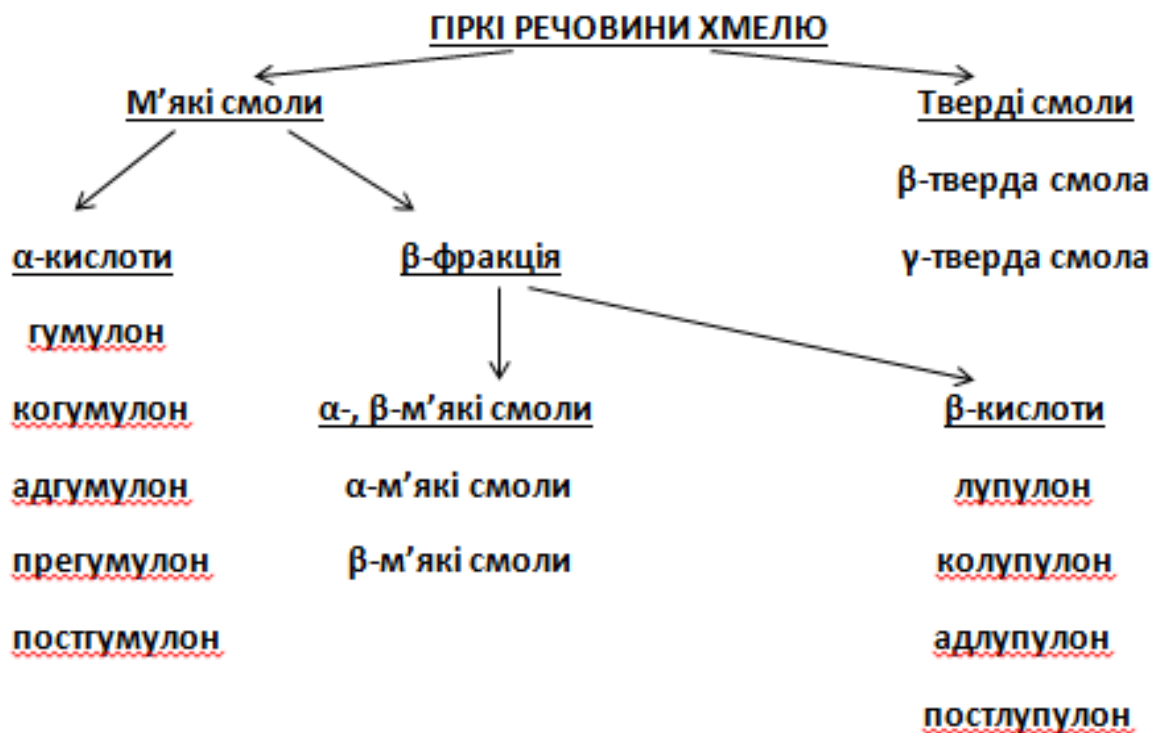 ГІРКІ РЕЧОВИНИ ХМЕЛЮ
М’які смоли
Тверді смоли
β-тверда смола
α-кислоти
β-фракція
γ-тверда смола
гумулон
когумулон
α-, β-м’які смоли
β-кислоти
адгумулон
α-м’які смоли
лупулон
прегумулон
β-м’які смоли
колупулон
постгумулон
адлупулон
постлупулон